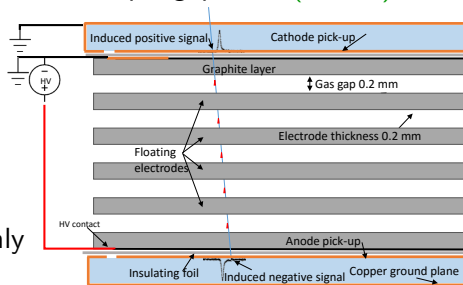 Induced positive signal
Cathode pick-up
Graphite layer
HV
Gas gap 0.2 mm
Electrode thickness 0.2 mm
Floating
electrodes
HV contact
nly
Anode pick-up
Insulating foil
Induced negative signal
Copper ground plane